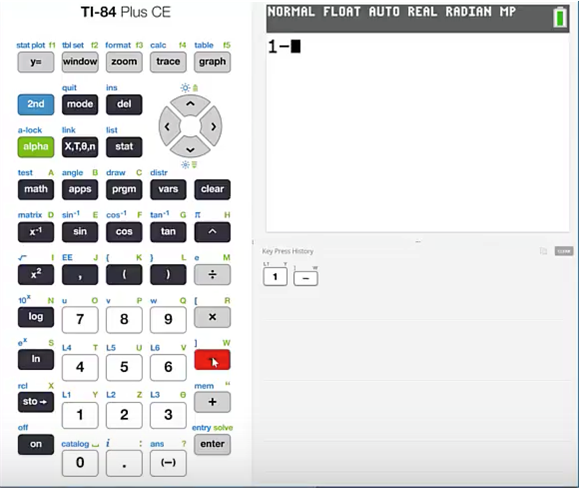 TI-84 Plus CE
stat plot f1 tbl set f2 format f3 calc f4 table f5
y= window zoom trace graph
quit ins
2nd mode del
a-lock link list
alpha X,T,θ,n stat
test A angle B draw C distr
math apps prgm vars clear
matrix D sin⁻¹ E cos⁻¹ F tan⁻¹ G π H
x⁻¹ sin cos tan ^
√‾ I EE J { K } L e M
x² , ( ) ÷
10ˣ N u O v P w Q [ R
log 7 8 9 ×
eˣ S L4 T L5 U L6 V ] W
ln 4 5 6
rcl X L1 Y L2 Z L3 θ mem "
sto→ 1 2 3 +
off catalog i : ans ? entry solve
on 0 . (−) enter
NORMAL FLOAT AUTO REAL RADIAN MP
1−
Key Press History
CLEAR
L1 Y ] W
1 −